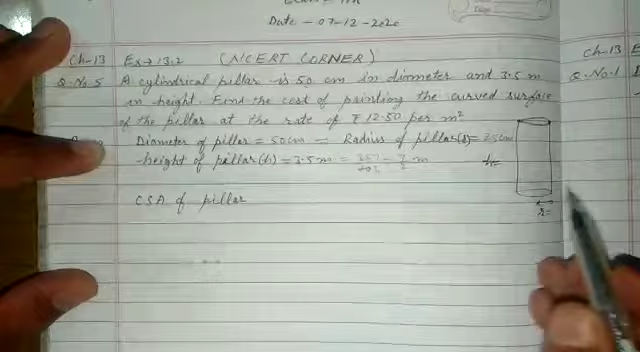 Date - 07-12-2020
Ch-13 Ex→13.2 (NCERT CORNER)
Q.No.5 A cylindrical pillar is 50 cm in diameter and 3.5 m
in height. Find the cost of painting the curved surface
of the pillar at the rate of ₹12.50 per m²
Diameter of pillar = 50cm = Radius of pillar(r) = 25cm
height of pillar(h) = 3.5m = 7/2 m
h=
CSA of pillar
r=
Ch-13
Q.No.1